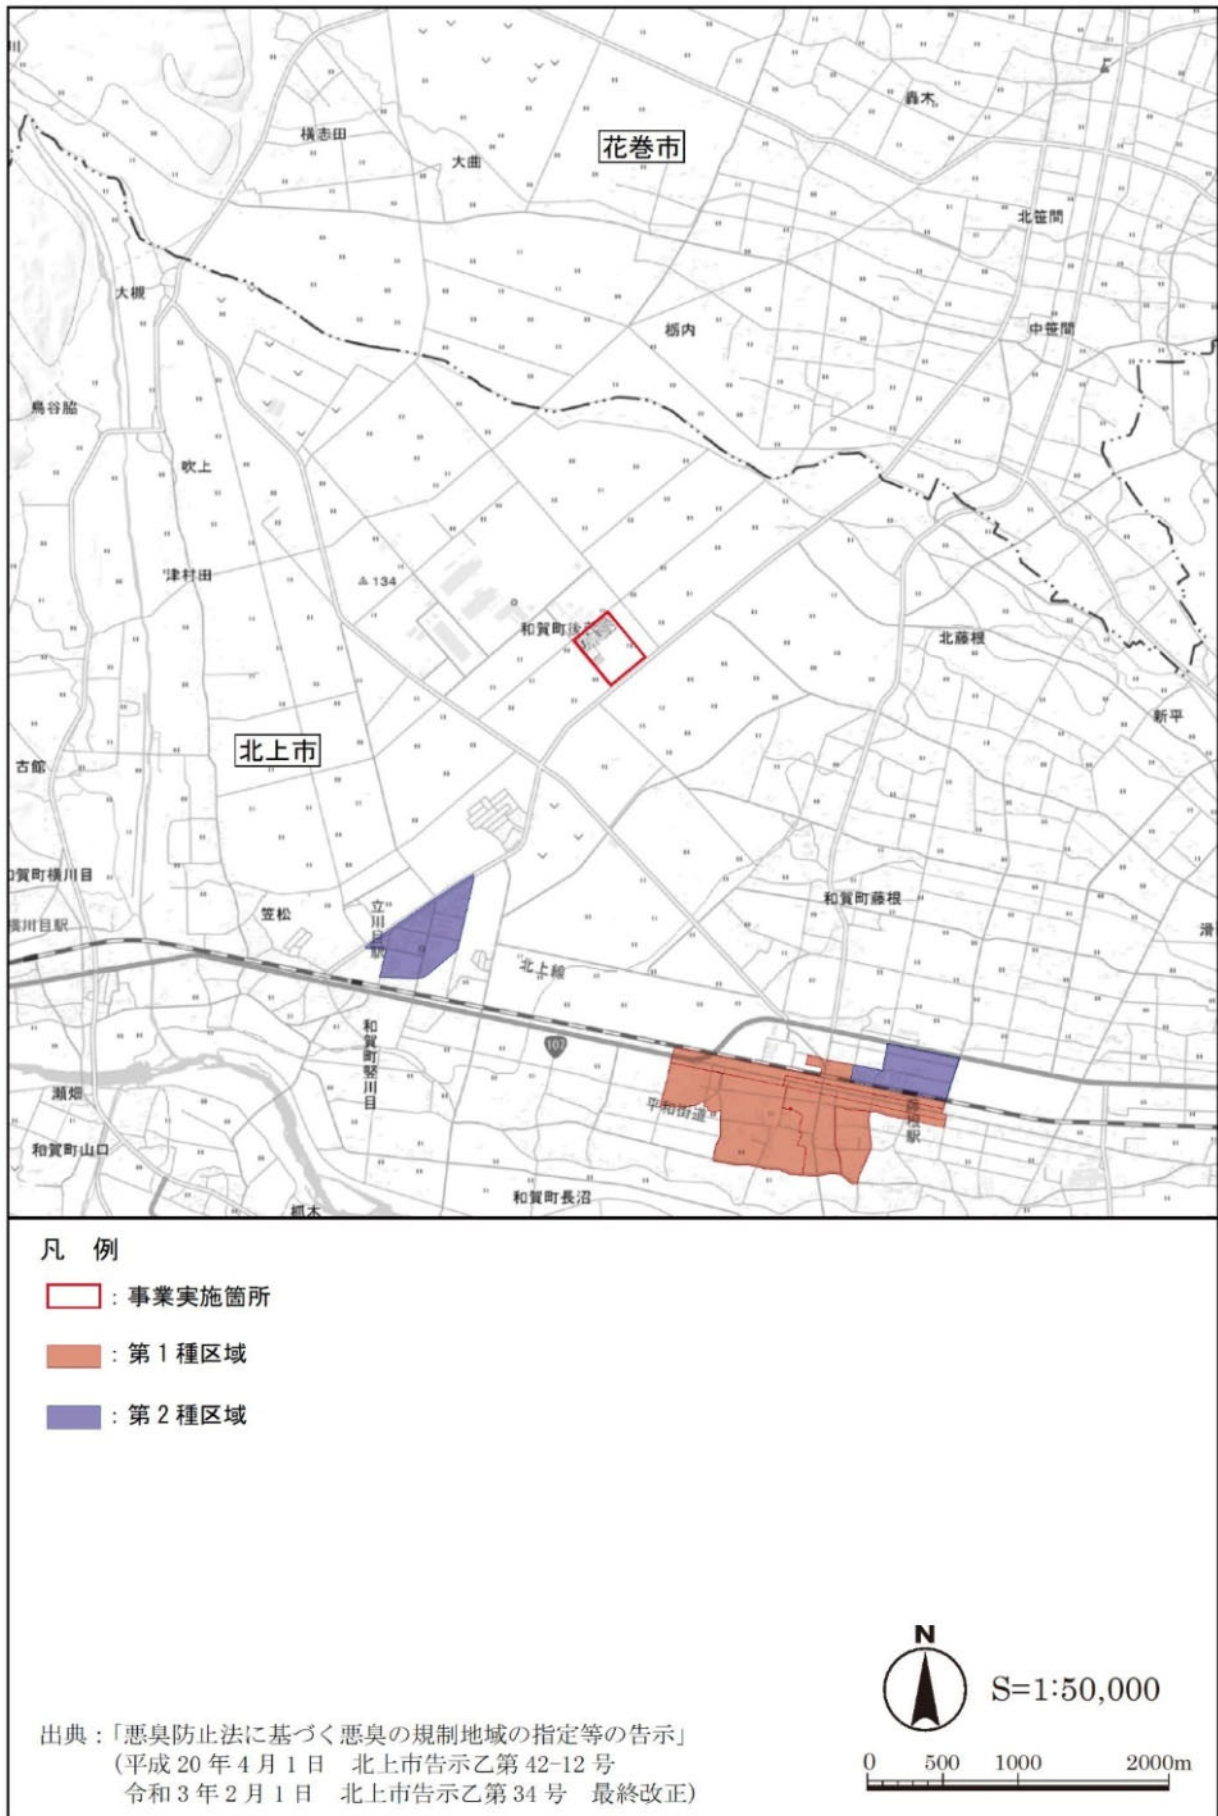 川
轟木
花巻市
横志田
大曲
北笹間
大槻
栃内
中笹間
鳥谷脇
吹上
津村田
134
和賀町後
北藤根
新平
北上市
古館
和賀町横川目
和賀町藤根
笠松
立川目駅
滑
横川目駅
北上線
107
和賀町竪川目
瀬畑
平和街道
藤根駅
和賀町山口
和賀町長沼
凡 例
：事業実施箇所
：第１種区域
：第２種区域
N
S=1:50,000
0 500 1000 2000m
出典：「悪臭防止法に基づく悪臭の規制地域の指定等の告示」
(平成 20 年 4 月 1 日 北上市告示乙第 42-12 号
令和 3 年 2 月 1 日 北上市告示乙第 34 号 最終改正)